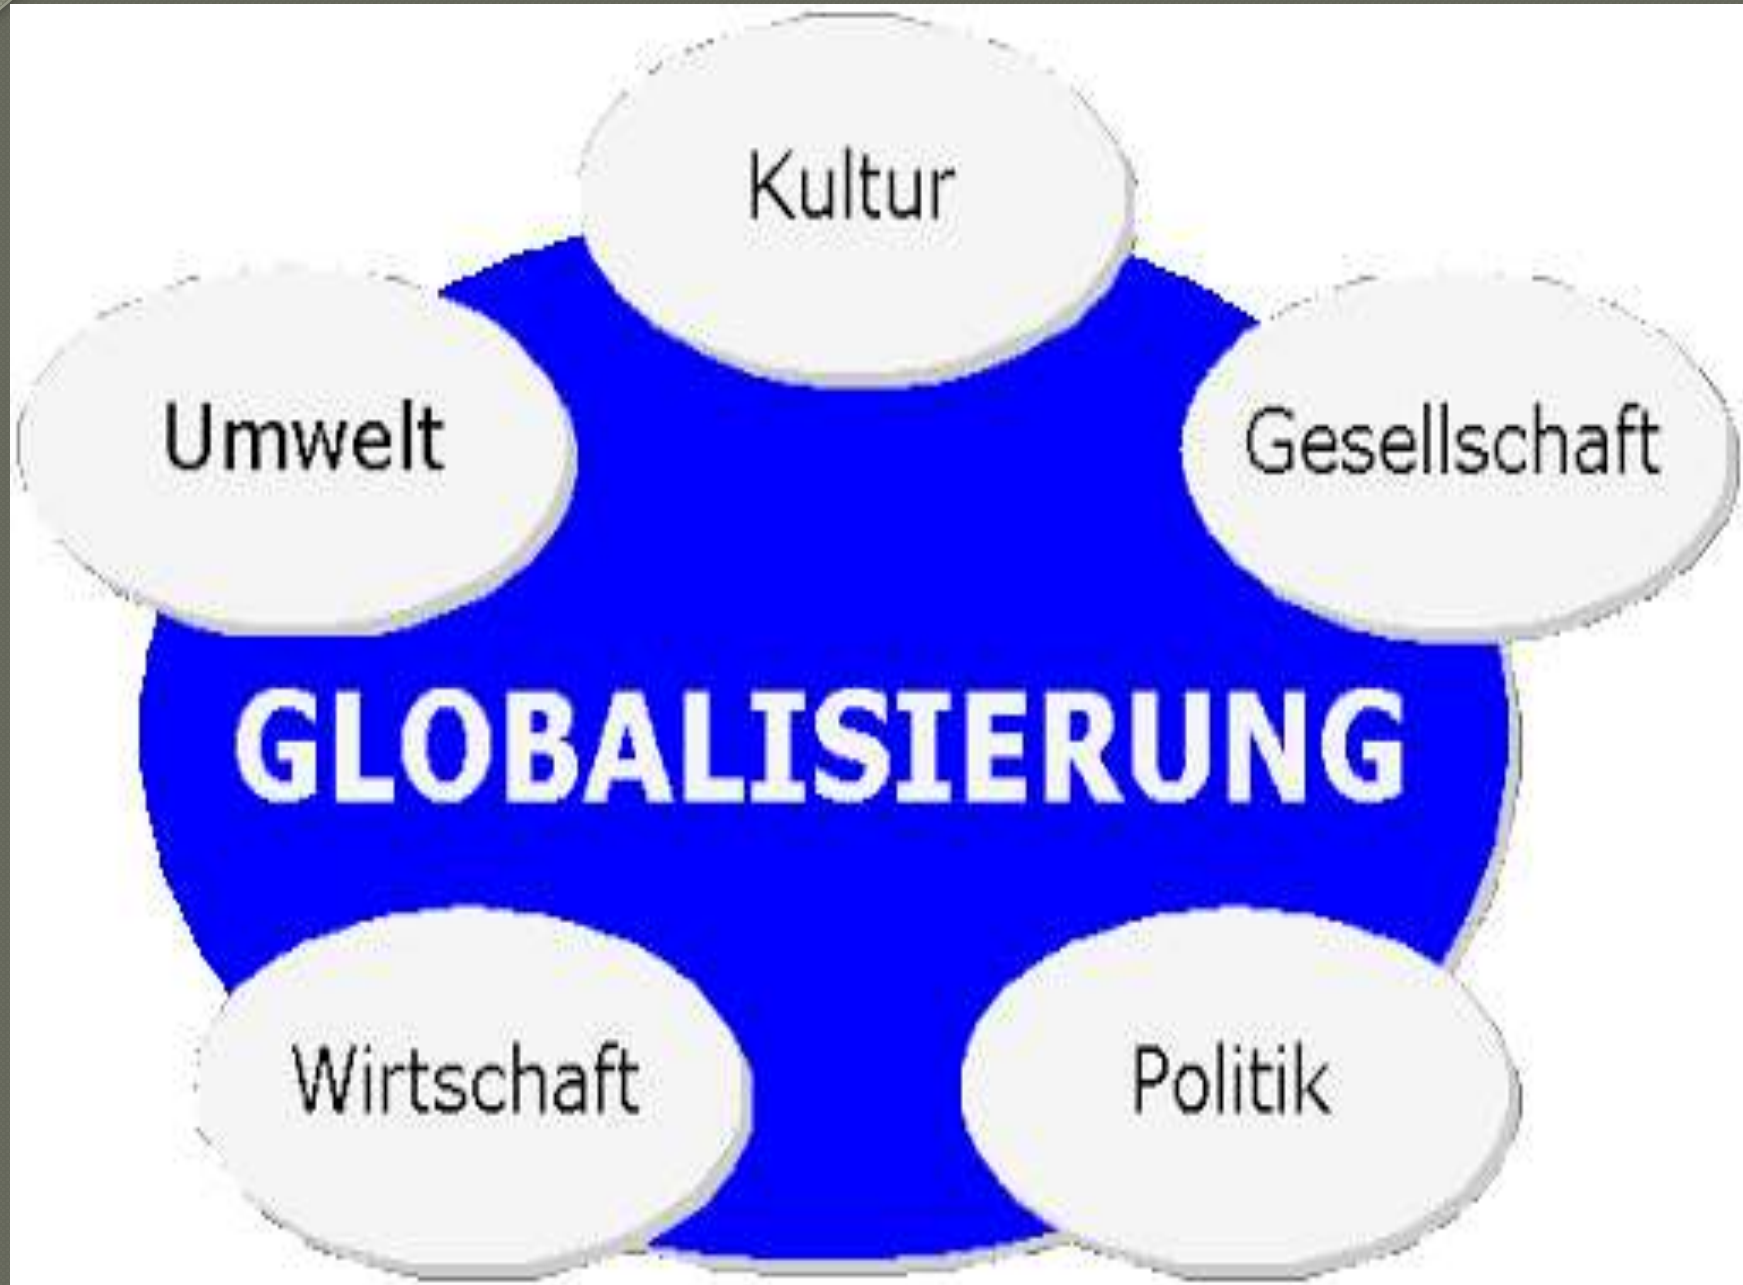 Kultur
Umwelt
Gesellschaft
GLOBALISIERUNG
Wirtschaft
Politik